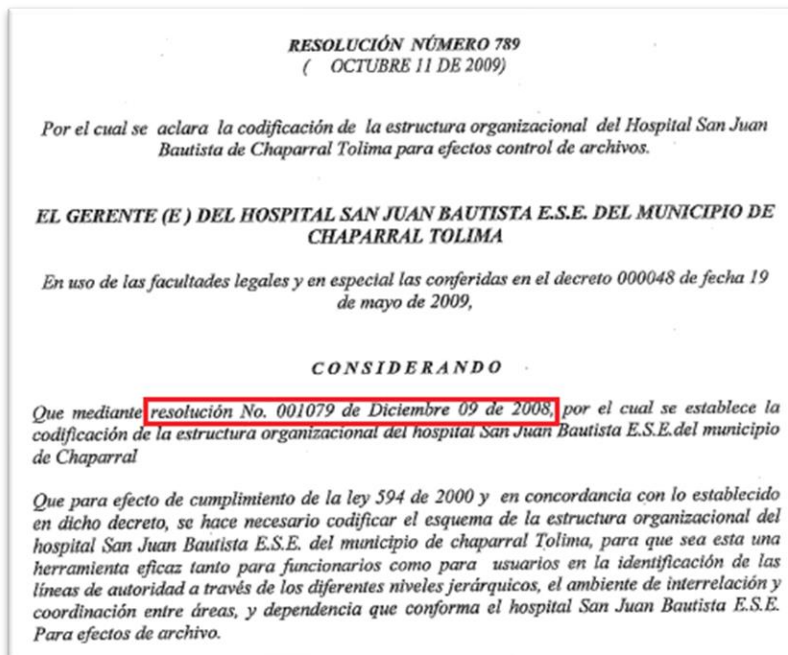 RESOLUCIÓN NÚMERO 789
( OCTUBRE 11 DE 2009)
Por el cual se aclara la codificación de la estructura organizacional del Hospital San Juan
Bautista de Chaparral Tolima para efectos control de archivos.
EL GERENTE (E ) DEL HOSPITAL SAN JUAN BAUTISTA E.S.E. DEL MUNICIPIO DE
CHAPARRAL TOLIMA
En uso de las facultades legales y en especial las conferidas en el decreto 000048 de fecha 19
de mayo de 2009,
CONSIDERANDO
Que mediante resolución No. 001079 de Diciembre 09 de 2008, por el cual se establece la
codificación de la estructura organizacional del hospital San Juan Bautista E.S.E.del municipio
de Chaparral
Que para efecto de cumplimiento de la ley 594 de 2000 y en concordancia con lo establecido
en dicho decreto, se hace necesario codificar el esquema de la estructura organizacional del
hospital San Juan Bautista E.S.E. del municipio de chaparral Tolima, para que sea esta una
herramienta eficaz tanto para funcionarios como para usuarios en la identificación de las
líneas de autoridad a través de los diferentes niveles jerárquicos, el ambiente de interrelación y
coordinación entre áreas, y dependencia que conforma el hospital San Juan Bautista E.S.E.
Para efectos de archivo.